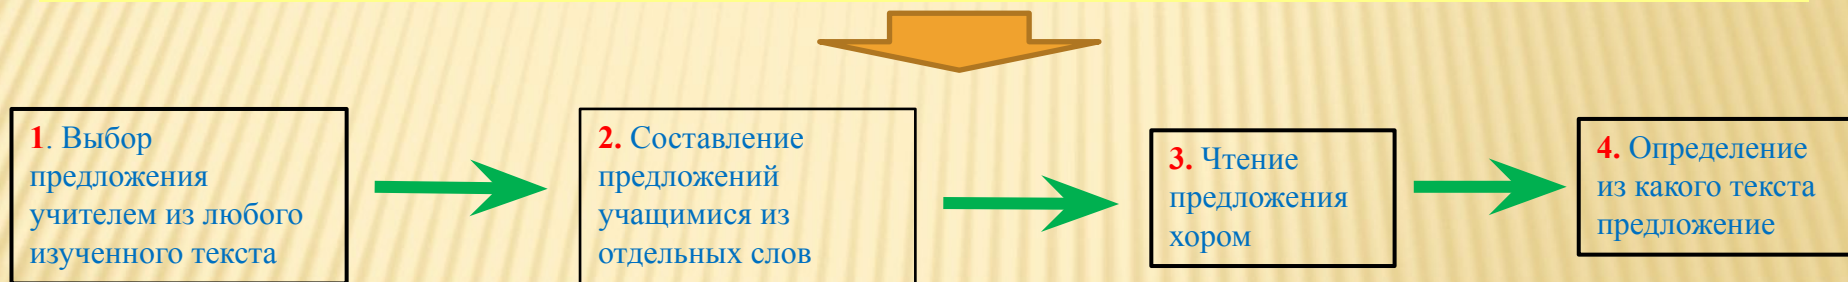 1. Выбор
предложения
учителем из любого
изученного текста
2. Составление
предложений
учащимися из
отдельных слов
3. Чтение
предложения
хором
4. Определение
из какого текста
предложение